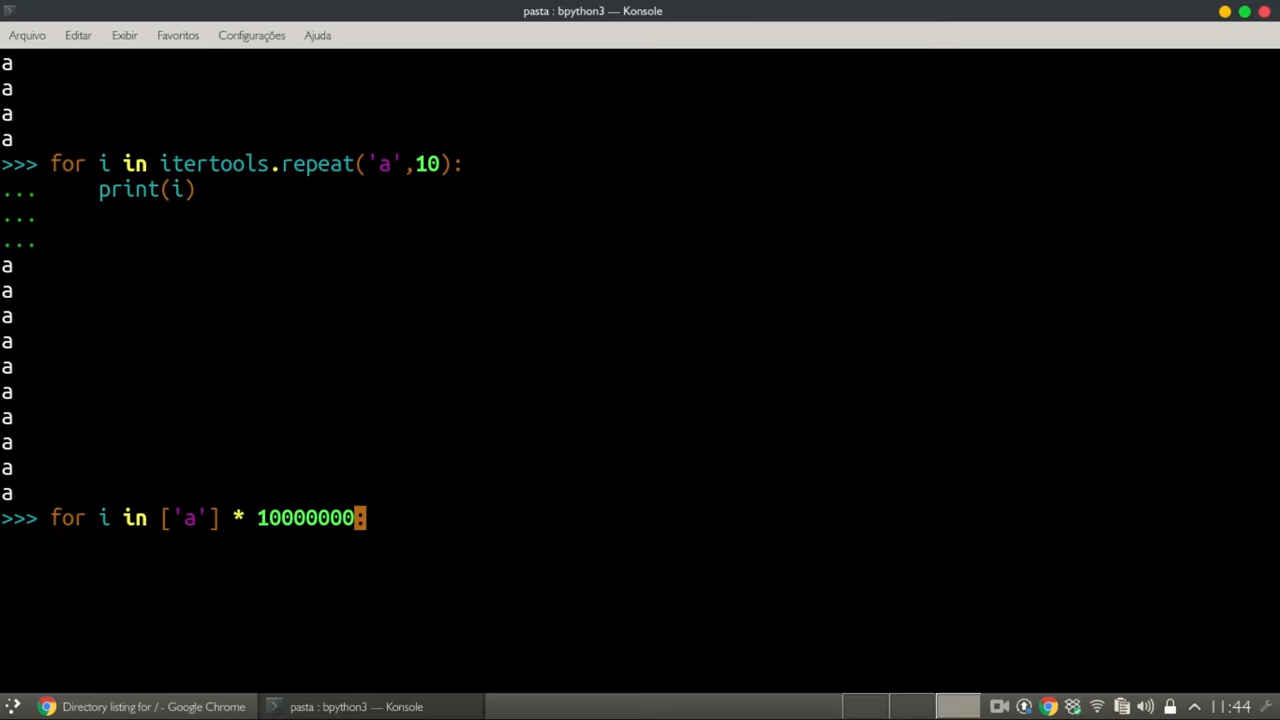 pasta : bpython3 — Konsole
Arquivo Editar Exibir Favoritos Configurações Ajuda
a
a
a
a
>>> for i in itertools.repeat('a',10):
...     print(i)
...
...
a
a
a
a
a
a
a
a
a
a
>>> for i in ['a'] * 10000000:
Directory listing for / - Google Chrome
pasta : bpython3 — Konsole
11:44